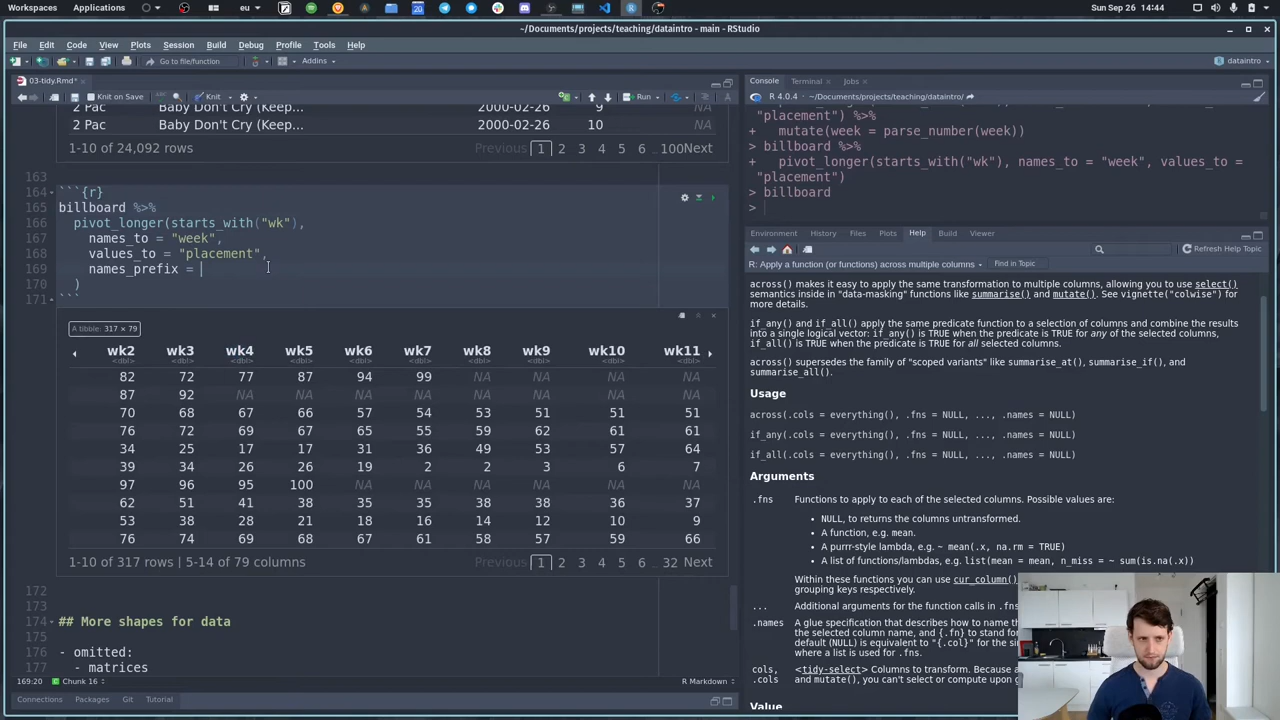 Workspaces Applications eu Sun Sep 26 14:44
~/Documents/projects/teaching/dataintro - main - RStudio
File Edit Code View Plots Session Build Debug Profile Tools Help
Go to file/function Addins dataintro
03-tidy.Rmd*
Knit on Save Knit Run
2 Pac Baby Don't Cry (Keep... 2000-02-26 9 NA
2 Pac Baby Don't Cry (Keep... 2000-02-26 10 NA
1-10 of 24,092 rows Previous 1 2 3 4 5 6 ... 100 Next
163
164 ```{r}
165 billboard %>%
166 pivot_longer(starts_with("wk"),
167 names_to = "week",
168 values_to = "placement",
169 names_prefix =
170 )
171 ```
A tibble: 317 × 79
wk2 wk3 wk4 wk5 wk6 wk7 wk8 wk9 wk10 wk11
<dbl> <dbl> <dbl> <dbl> <dbl> <dbl> <dbl> <dbl> <dbl> <dbl>
82 72 77 87 94 99 NA NA NA NA
87 92 NA NA NA NA NA NA NA NA
70 68 67 66 57 54 53 51 51 51
76 72 69 67 65 55 59 62 61 61
34 25 17 17 31 36 49 53 57 64
39 34 26 26 19 2 2 3 6 7
97 96 95 100 NA NA NA NA NA NA
62 51 41 38 35 35 38 38 36 37
53 38 28 21 18 16 14 12 10 9
76 74 69 68 67 61 58 57 59 66
1-10 of 317 rows | 5-14 of 79 columns Previous 1 2 3 4 5 6 ... 32 Next
172
173
174 ## More shapes for data
175
176 - omitted:
177 - matrices
169:20 Chunk 16 R Markdown
Connections Packages Git Tutorial
Console Terminal Jobs
R 4.0.4 · ~/Documents/projects/teaching/dataintro/
"placement") %>%
+ mutate(week = parse_number(week))
> billboard %>%
+ pivot_longer(starts_with("wk"), names_to = "week", values_to =
"placement")
> billboard
>
Environment History Files Plots Help Viewer Build
Refresh Help Topic
R: Apply a function (or functions) across multiple columns Find in Topic
across() makes it easy to apply the same transformation to multiple columns, allowing you to use select()
semantics inside in "data-masking" functions like summarise() and mutate(). See vignette("colwise") for
more details.
if_any() and if_all() apply the same predicate function to a selection of columns and combine the results
into a single logical vector: if_any() is TRUE when the predicate is TRUE for any of the selected columns,
if_all() is TRUE when the predicate is TRUE for all selected columns.
across() supersedes the family of "scoped variants" like summarise_at(), summarise_if(), and
summarise_all().
Usage
across(.cols = everything(), .fns = NULL, ..., .names = NULL)
if_any(.cols = everything(), .fns = NULL, ..., .names = NULL)
if_all(.cols = everything(), .fns = NULL, ..., .names = NULL)
Arguments
.fns Functions to apply to each of the selected columns. Possible values are:
• NULL, to returns the columns untransformed.
• A function, e.g. mean.
• A purrr-style lambda, e.g. ~ mean(.x, na.rm = TRUE)
• A list of functions/lambdas, e.g. list(mean = mean, n_miss = ~ sum(is.na(.x))
Within these functions you can use cur_column()
grouping keys respectively.
... Additional arguments for the function calls in .fns
.names A glue specification that describes how to name th
the selected column name, and {.fn} to stand for
default (NULL) is equivalent to "{.col}" for the sin
where a list is used for .fns.
cols, <tidy-select> Columns to transform. Because a
.cols and mutate(), you can't select or compute upon g
Value